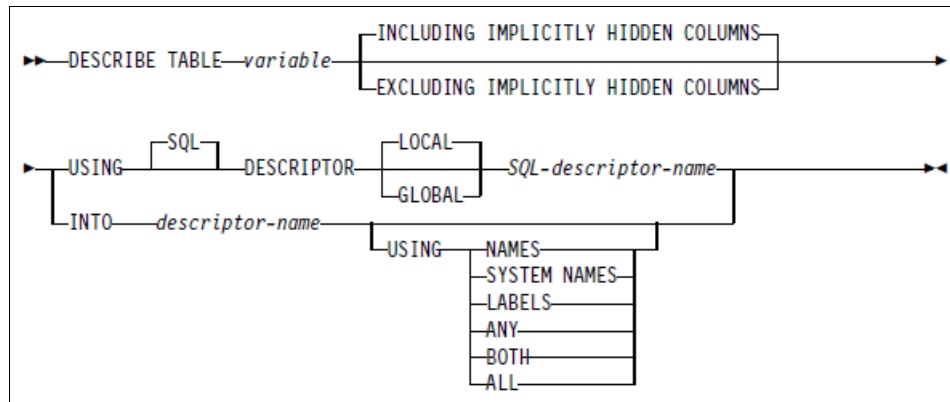 INCLUDING IMPLICITLY HIDDEN COLUMNS
DESCRIBE TABLE variable
EXCLUDING IMPLICITLY HIDDEN COLUMNS
SQL LOCAL
USING DESCRIPTOR SQL-descriptor-name
GLOBAL
INTO descriptor-name
USING NAMES
SYSTEM NAMES
LABELS
ANY
BOTH
ALL